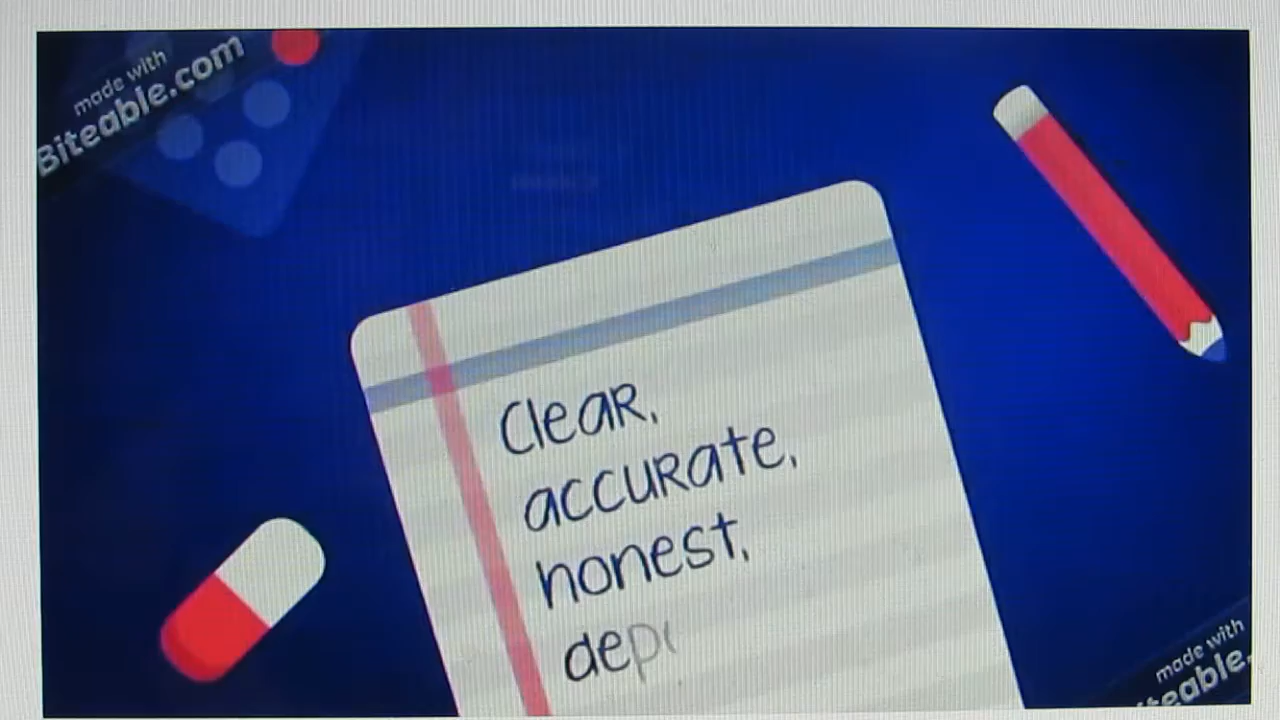 made with
Biteable.com
Clear,
accurate,
honest,
made with